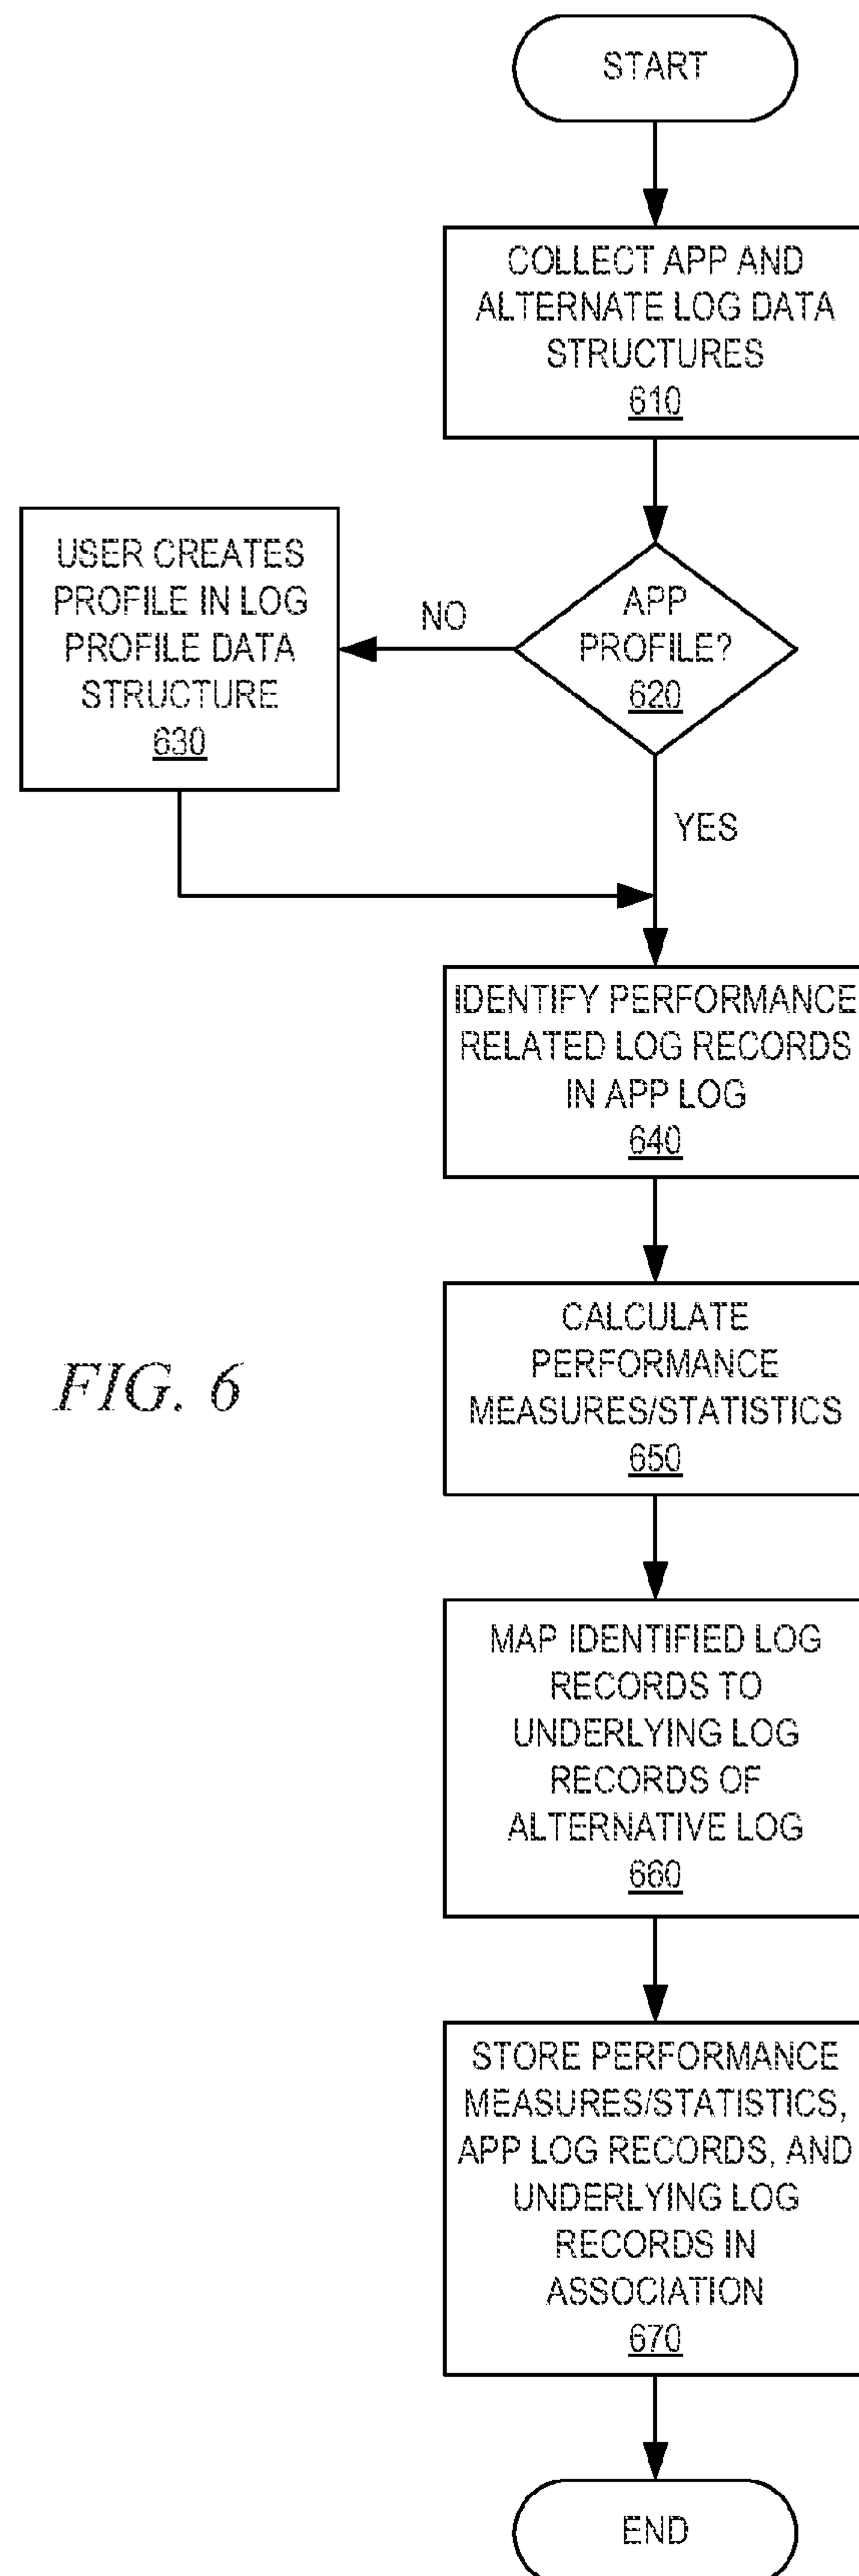 START
COLLECT APP AND
ALTERNATE LOG DATA
STRUCTURES
610
APP
PROFILE?
620
NO
USER CREATES
PROFILE IN LOG
PROFILE DATA
STRUCTURE
630
YES
IDENTIFY PERFORMANCE
RELATED LOG RECORDS
IN APP LOG
640
CALCULATE
PERFORMANCE
MEASURES/STATISTICS
650
FIG. 6
MAP IDENTIFIED LOG
RECORDS TO
UNDERLYING LOG
RECORDS OF
ALTERNATIVE LOG
660
STORE PERFORMANCE
MEASURES/STATISTICS,
APP LOG RECORDS, AND
UNDERLYING LOG
RECORDS IN
ASSOCIATION
670
END